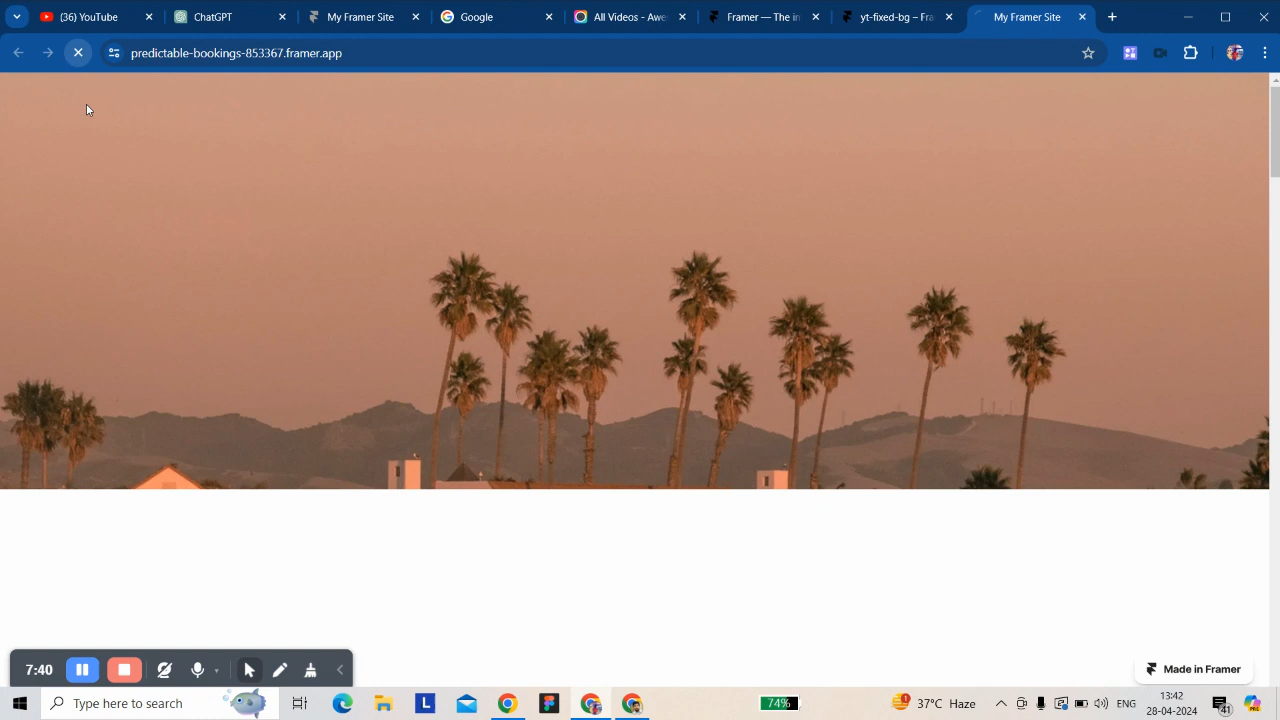 (36) YouTube
ChatGPT
My Framer Site
Google
All Videos - Awe
Framer — The in
yt-fixed-bg – Fra
My Framer Site
predictable-bookings-853367.framer.app
7:40
Made in Framer
Type here to search
L
74%
1
37°C Haze
ENG
13:42
28-04-2024
41
PRE